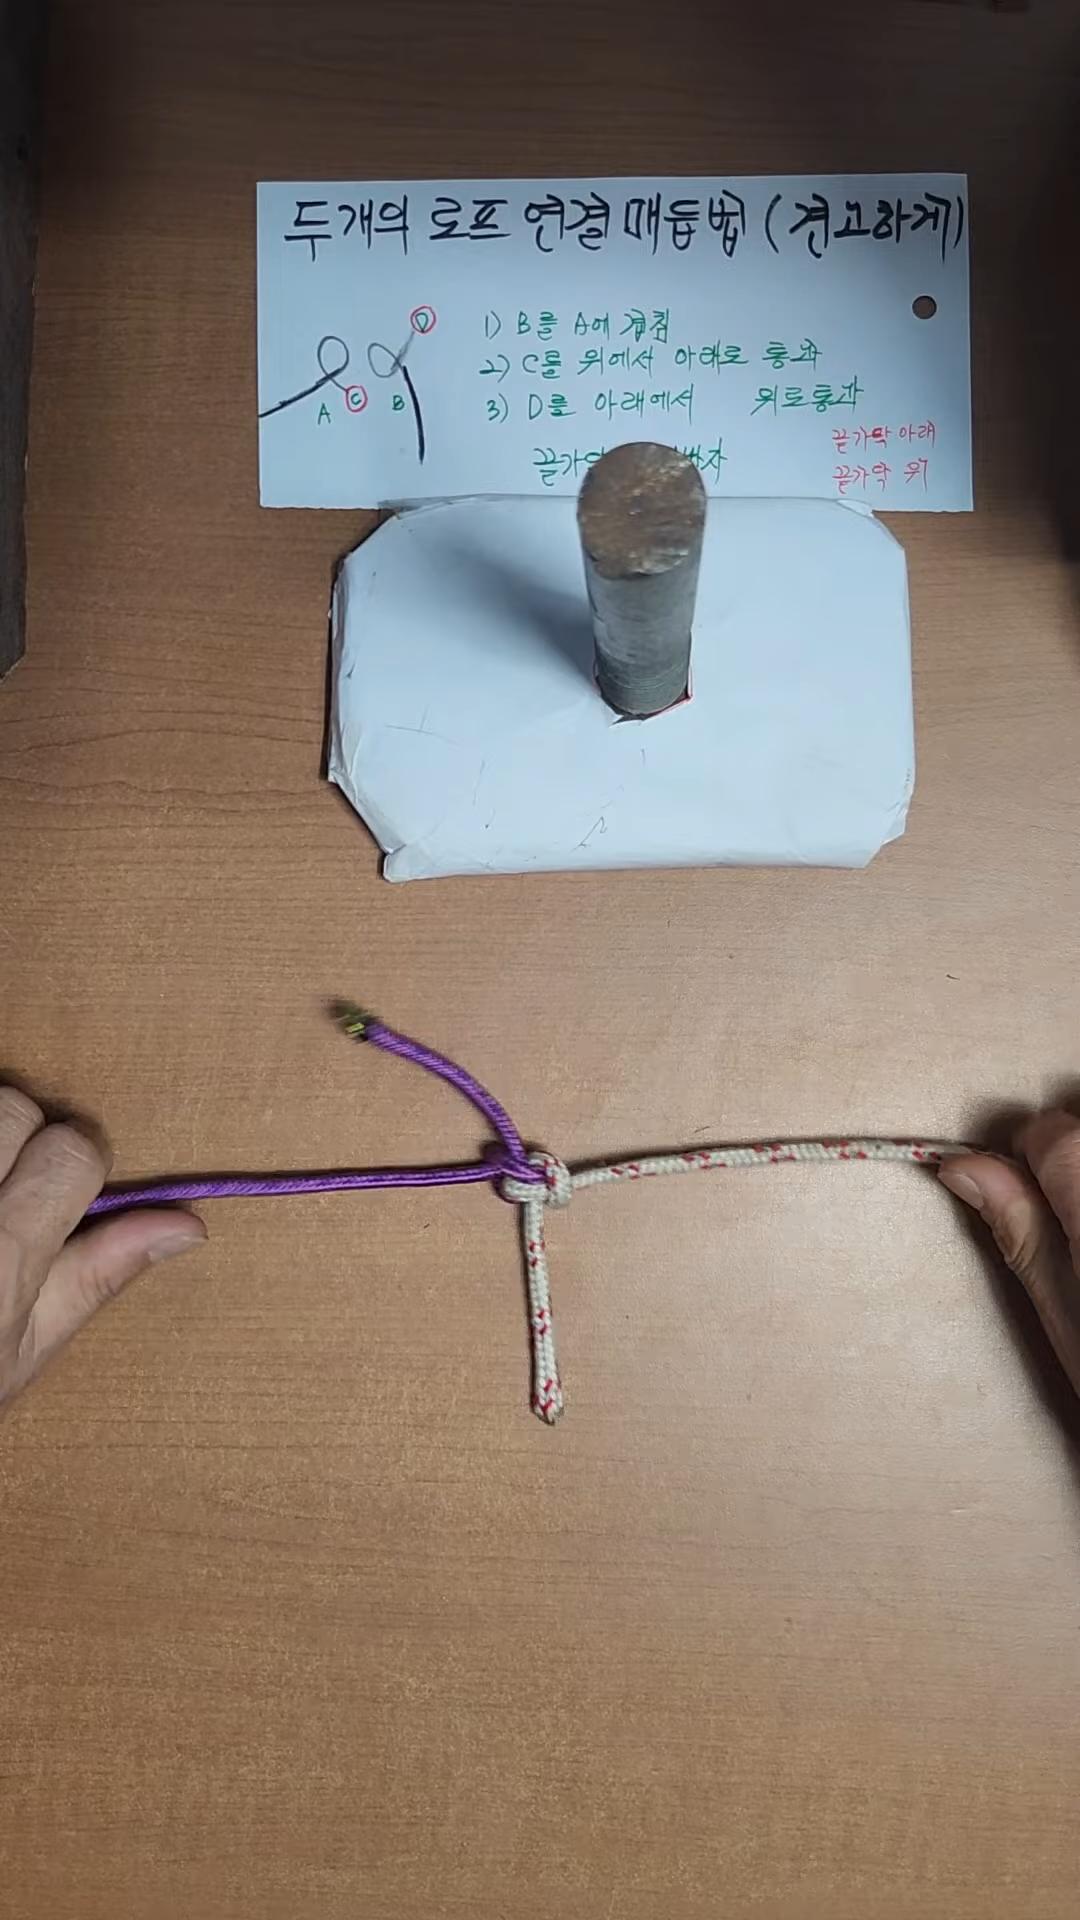 두개의 로프 연결 매듭법 (견고하게)
D
1) B를 A에 겹침
2) C를 위에서 아래로 통과
C
A
B
3) D를 아래에서 위로통과
끝가닥 아래
끝가닥 위